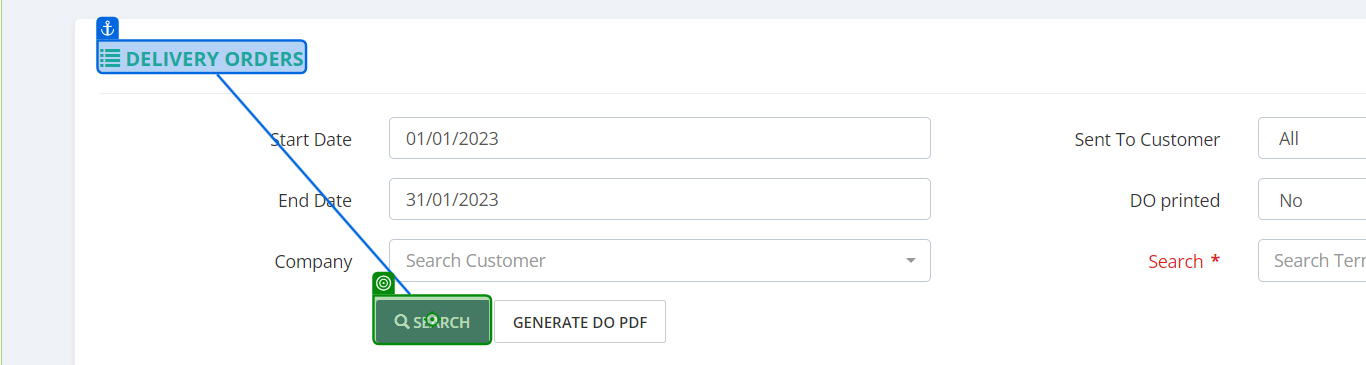 DELIVERY ORDERS
Start Date 01/01/2023 Sent To Customer All
End Date 31/01/2023 DO printed No
Company Search Customer Search * Search Ter
SEARCH GENERATE DO PDF